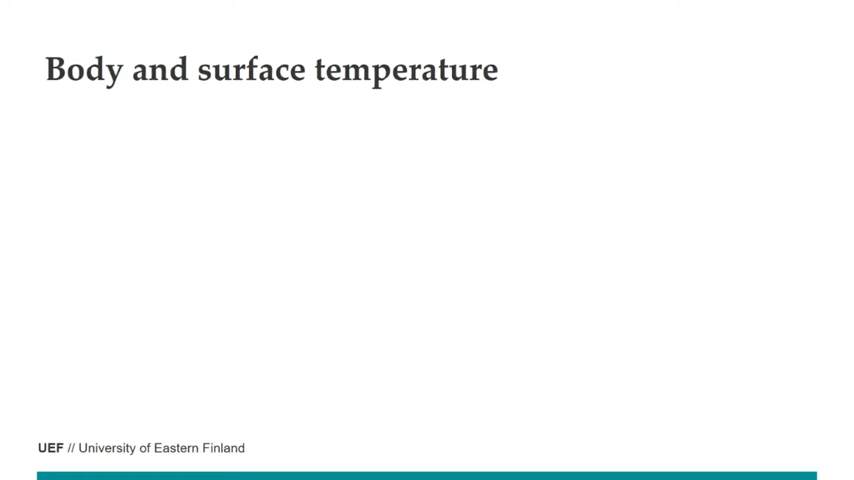 Body and surface temperature
UEF // University of Eastern Finland